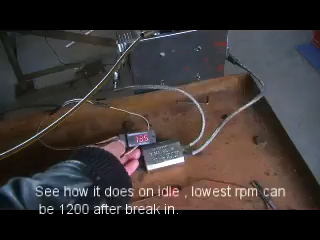 See how it does on idle , lowest rpm can
be 1200 after break in.